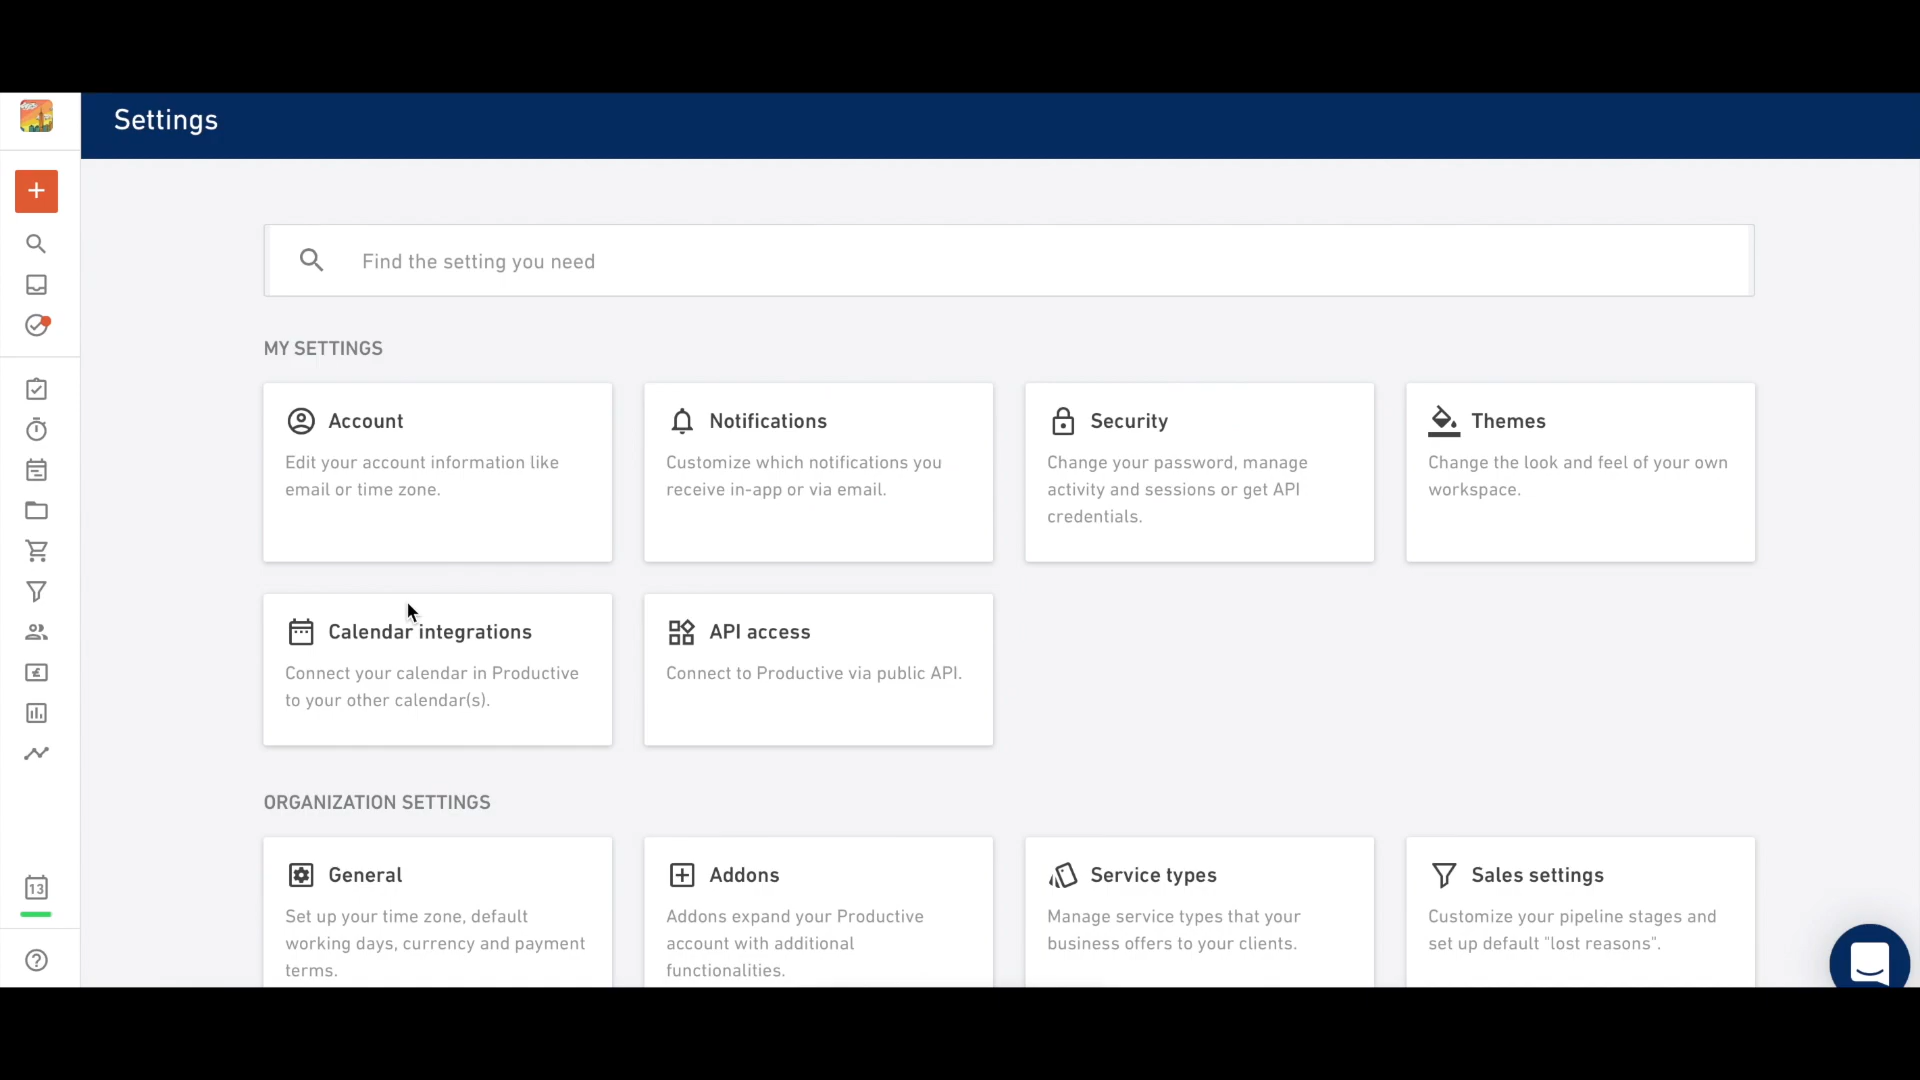 Settings
Find the setting you need
MY SETTINGS
Account
Edit your account information like
email or time zone.
Notifications
Customize which notifications you
receive in-app or via email.
Security
Change your password, manage
activity and sessions or get API
credentials.
Themes
Change the look and feel of your own
workspace.
Calendar integrations
Connect your calendar in Productive
to your other calendar(s).
API access
Connect to Productive via public API.
ORGANIZATION SETTINGS
General
Set up your time zone, default
working days, currency and payment
terms.
Addons
Addons expand your Productive
account with additional
functionalities.
Service types
Manage service types that your
business offers to your clients.
Sales settings
Customize your pipeline stages and
set up default "lost reasons".
13